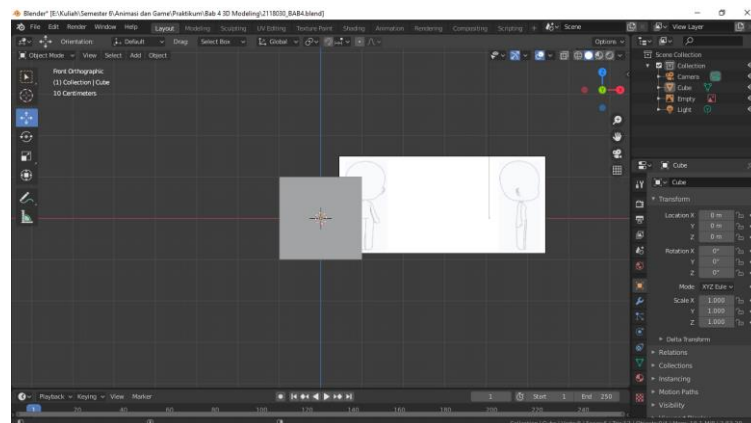 Blender* [E:\Kuliah\Semester 6\Animasi dan Game\Praktikum\Bab 4 3D Modeling\2118030_BAB4.blend]
File Edit Render Window Help Layout Modeling Sculpting UV Editing Texture Paint Shading Animation Rendering Compositing Scripting + Scene View Layer
Orientation: Default Drag Select Box Global Options
Object Mode View Select Add Object
Front Orthographic
(1) Collection | Cube
10 Centimeters
Scene Collection
Collection
Camera
Cube
Empty
Light
Cube
Cube
Transform
Location X 0 m
Y 0 m
Z 0 m
Rotation X 0°
Y 0°
Z 0°
Mode XYZ Eule
Scale X 1.000
Y 1.000
Z 1.000
Delta Transform
Relations
Collections
Instancing
Motion Paths
Visibility
Playback Keying View Marker 1 Start 1 End 250
1 20 40 60 80 100 120 140 160 180 200 220 240